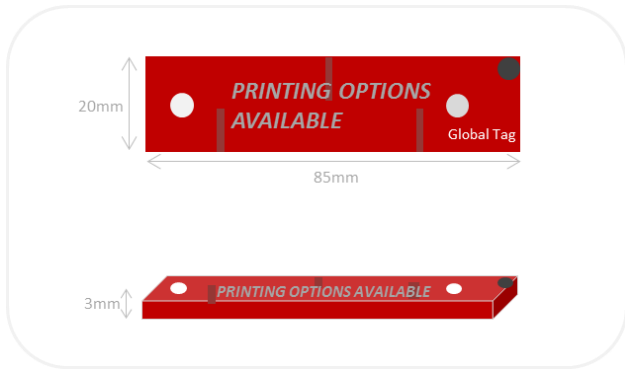 PRINTING OPTIONS
AVAILABLE
20mm
Global Tag
85mm
PRINTING OPTIONS AVAILABLE
3mm